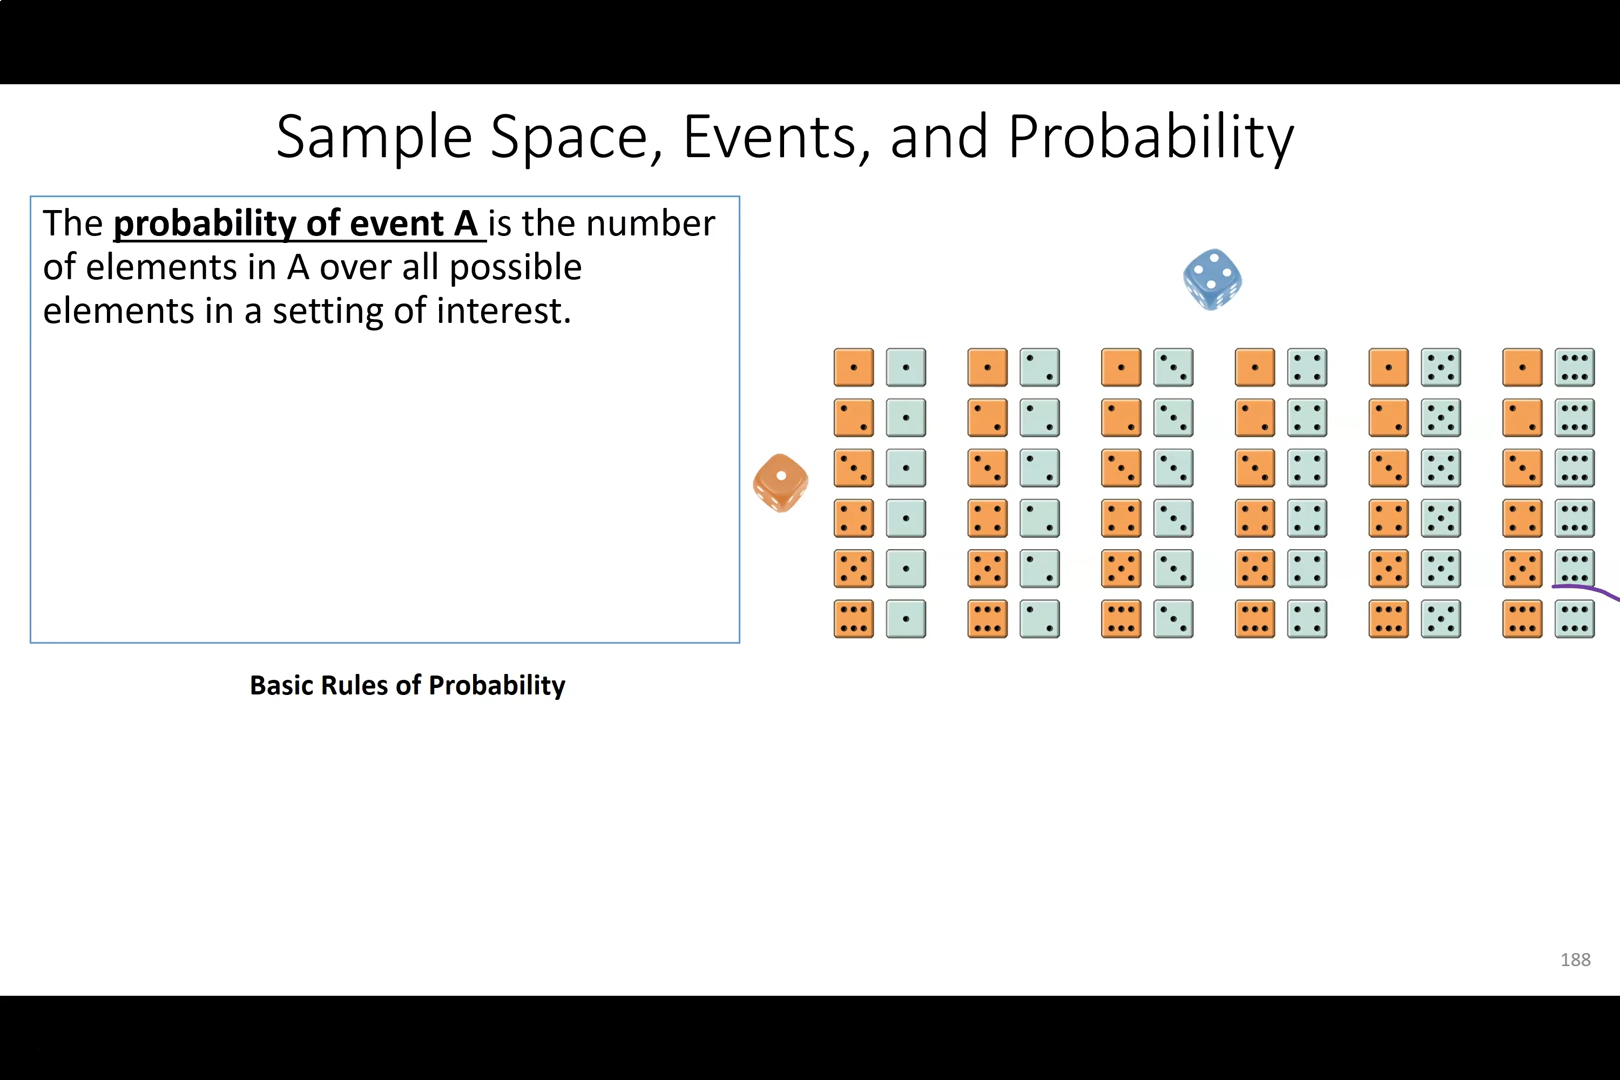 Sample Space, Events, and Probability
The probability of event A is the number
of elements in A over all possible
elements in a setting of interest.
Basic Rules of Probability
188